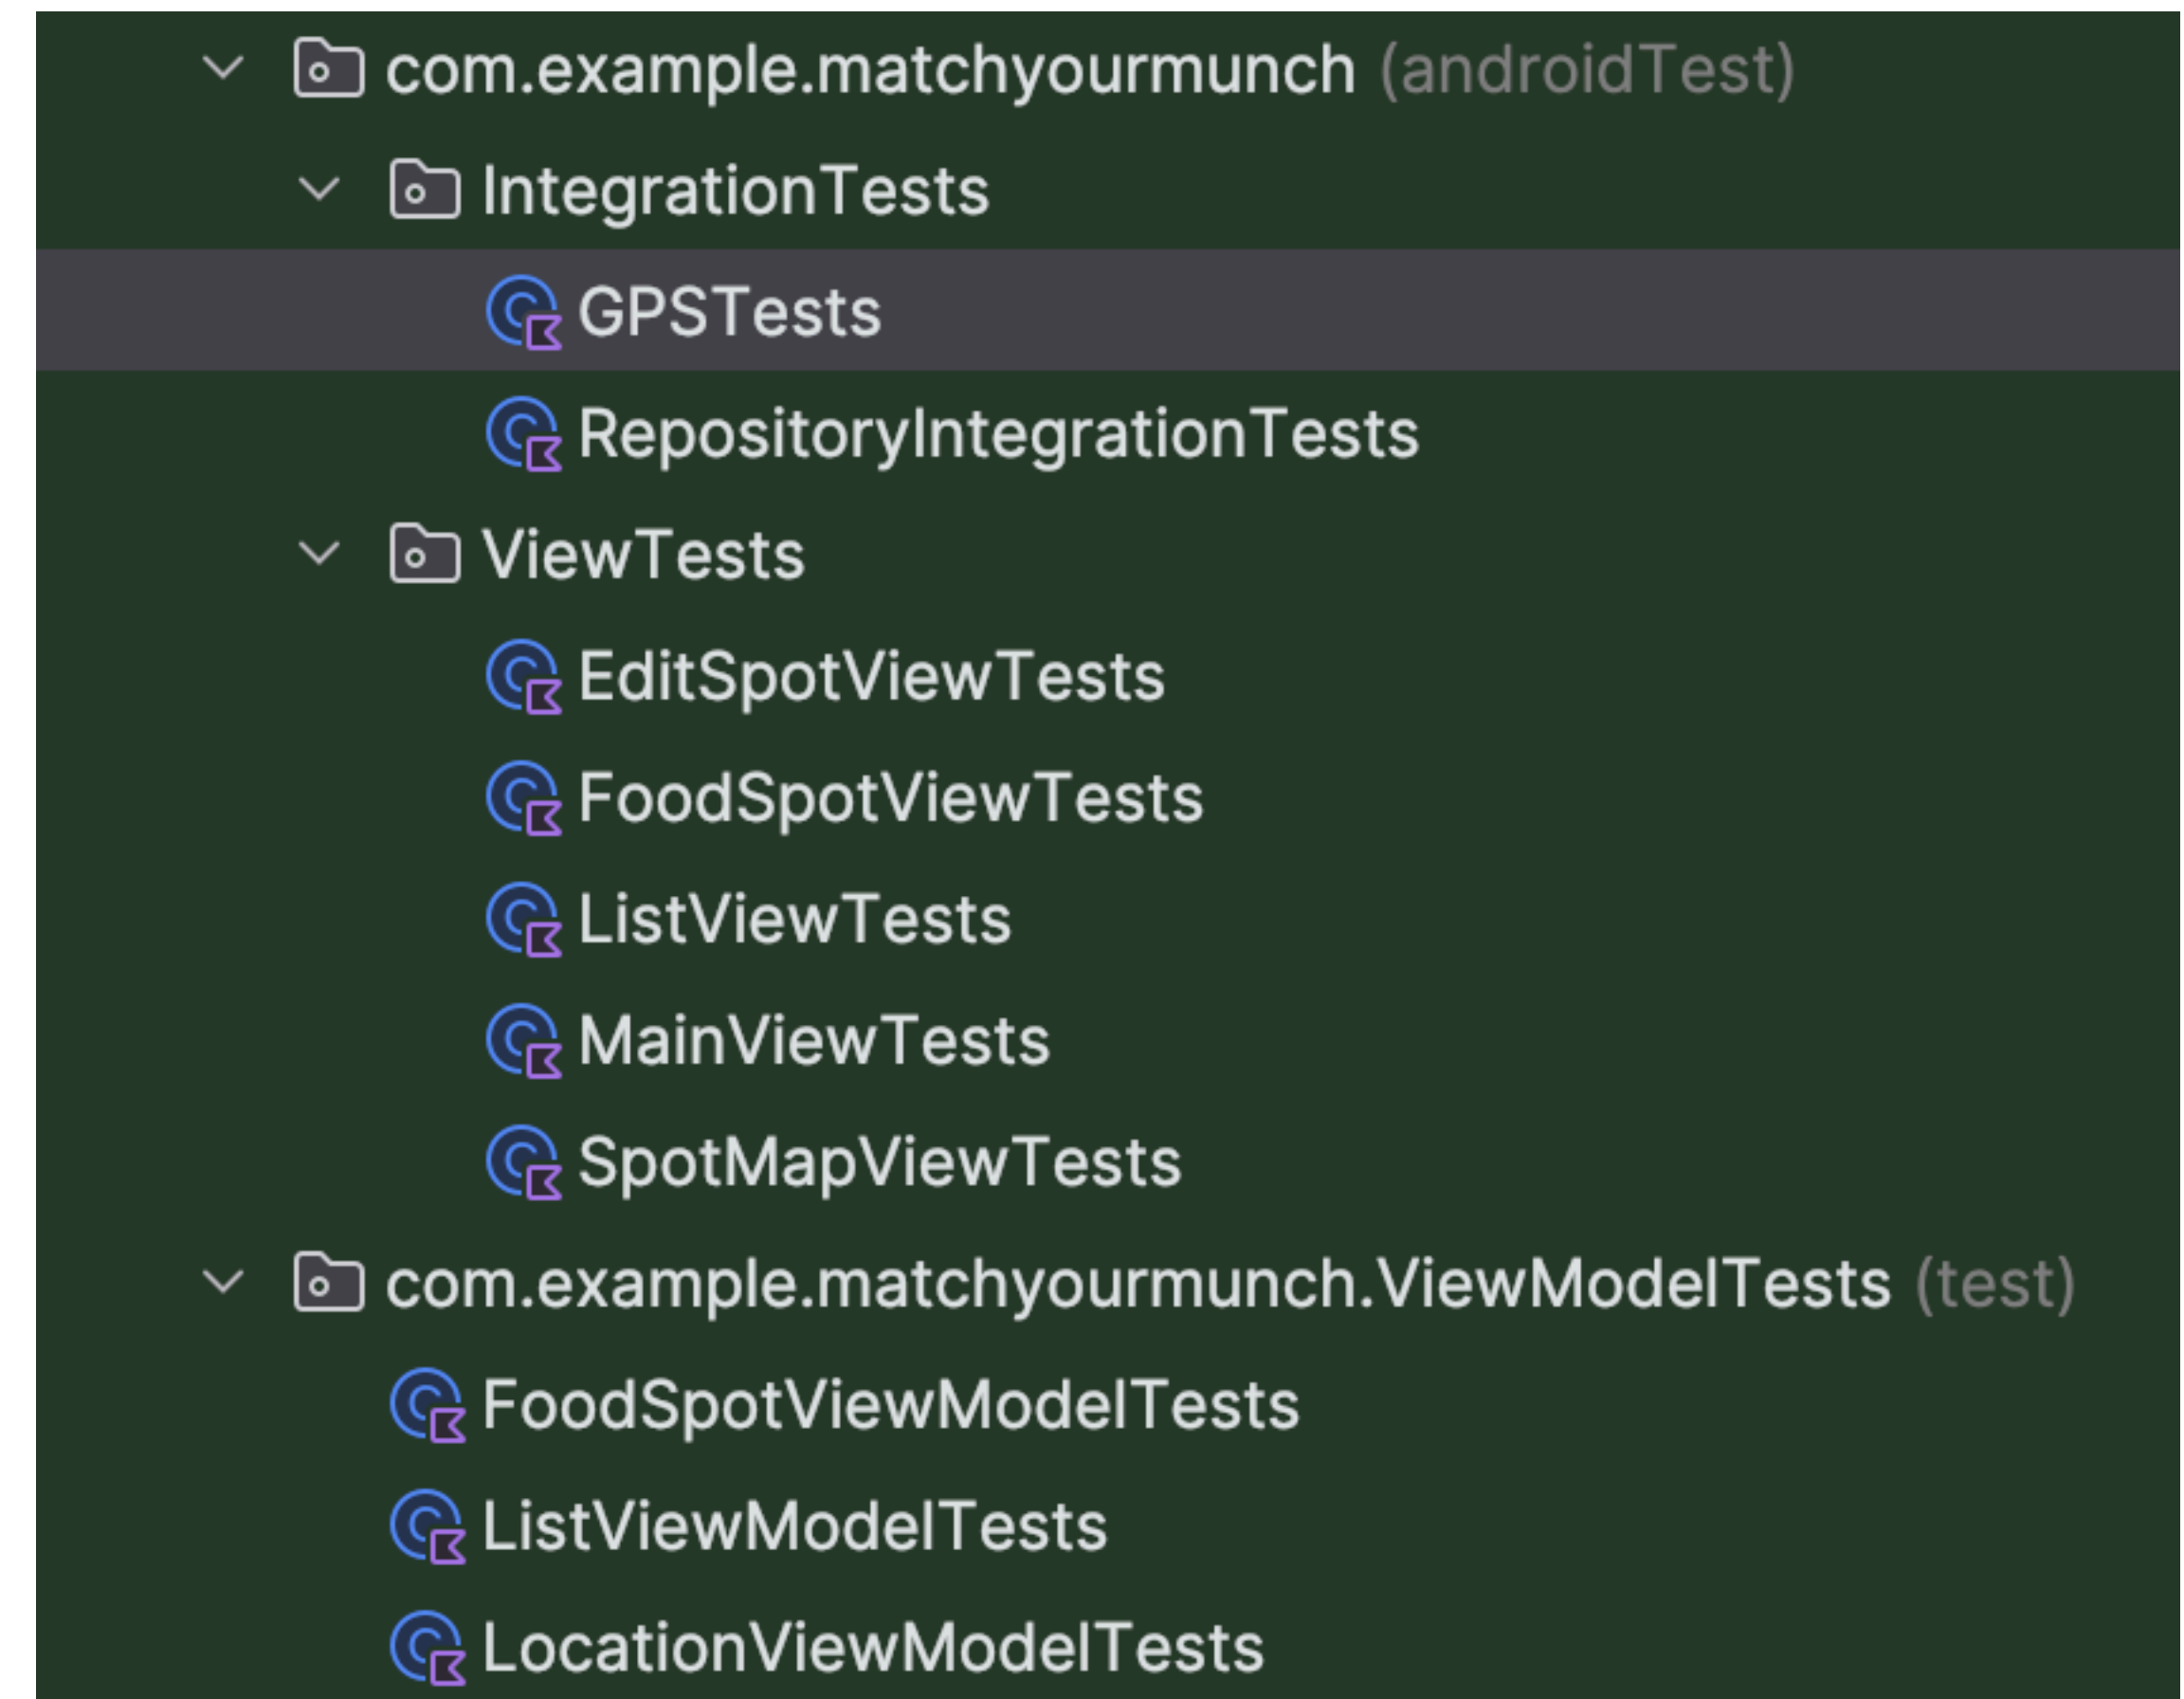 com.example.matchyourmunch (androidTest)
IntegrationTests
GPSTests
RepositoryIntegrationTests
ViewTests
EditSpotViewTests
FoodSpotViewTests
ListViewTests
MainViewTests
SpotMapViewTests
com.example.matchyourmunch.ViewModelTests (test)
FoodSpotViewModelTests
ListViewModelTests
LocationViewModelTests